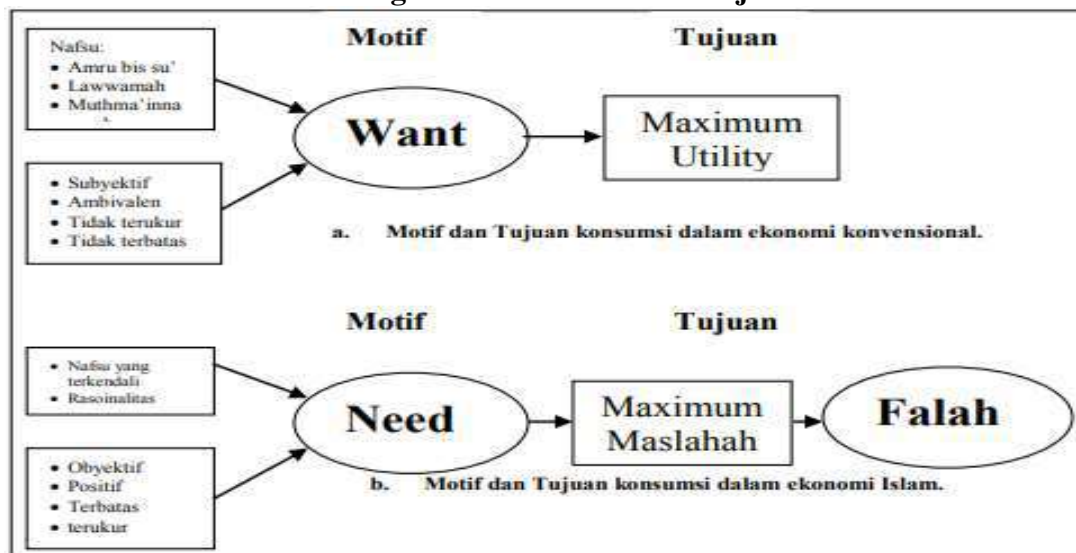 Motif Tujuan
Nafsu:
• Amru bis su'
• Lawwamah
• Muthma'inna
Want
Maximum
Utility
• Subyektif
• Ambivalen
• Tidak terukur
• Tidak terbatas
a. Motif dan Tujuan konsumsi dalam ekonomi konvensional.
Motif Tujuan
• Nafsu yang
terkendali
• Rasoinalitas
Need
Maximum
Maslahah
Falah
• Obyektif
• Positif
• Terbatas
• terukur
b. Motif dan Tujuan konsumsi dalam ekonomi Islam.